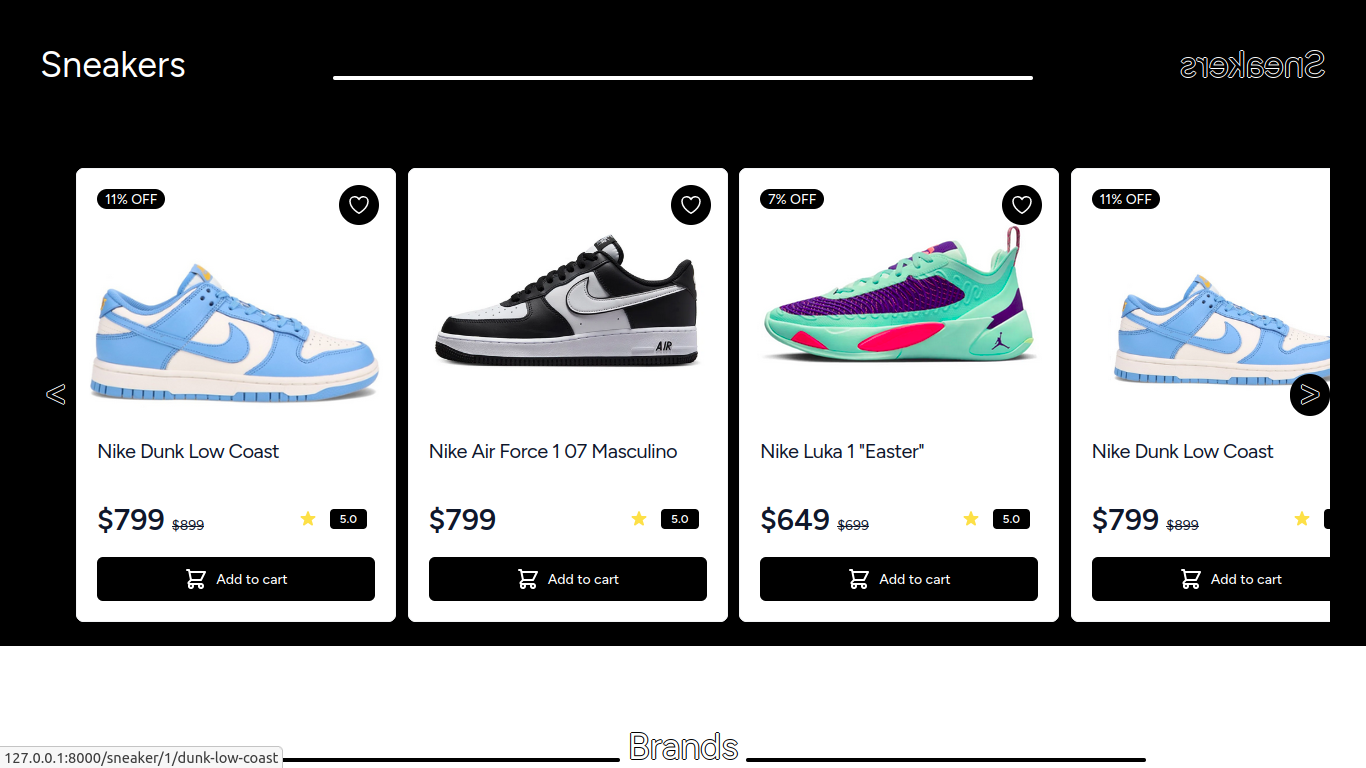 Sneakers
Sneakers
11% OFF
7% OFF
11% OFF
AIR
<
>
Nike Dunk Low Coast
Nike Air Force 1 07 Masculino
Nike Luka 1 "Easter"
Nike Dunk Low Coast
$799 $899
5.0
$799
5.0
$649 $699
5.0
$799 $899
Add to cart
Add to cart
Add to cart
Add to cart
Brands
127.0.0.1:8000/sneaker/1/dunk-low-coast